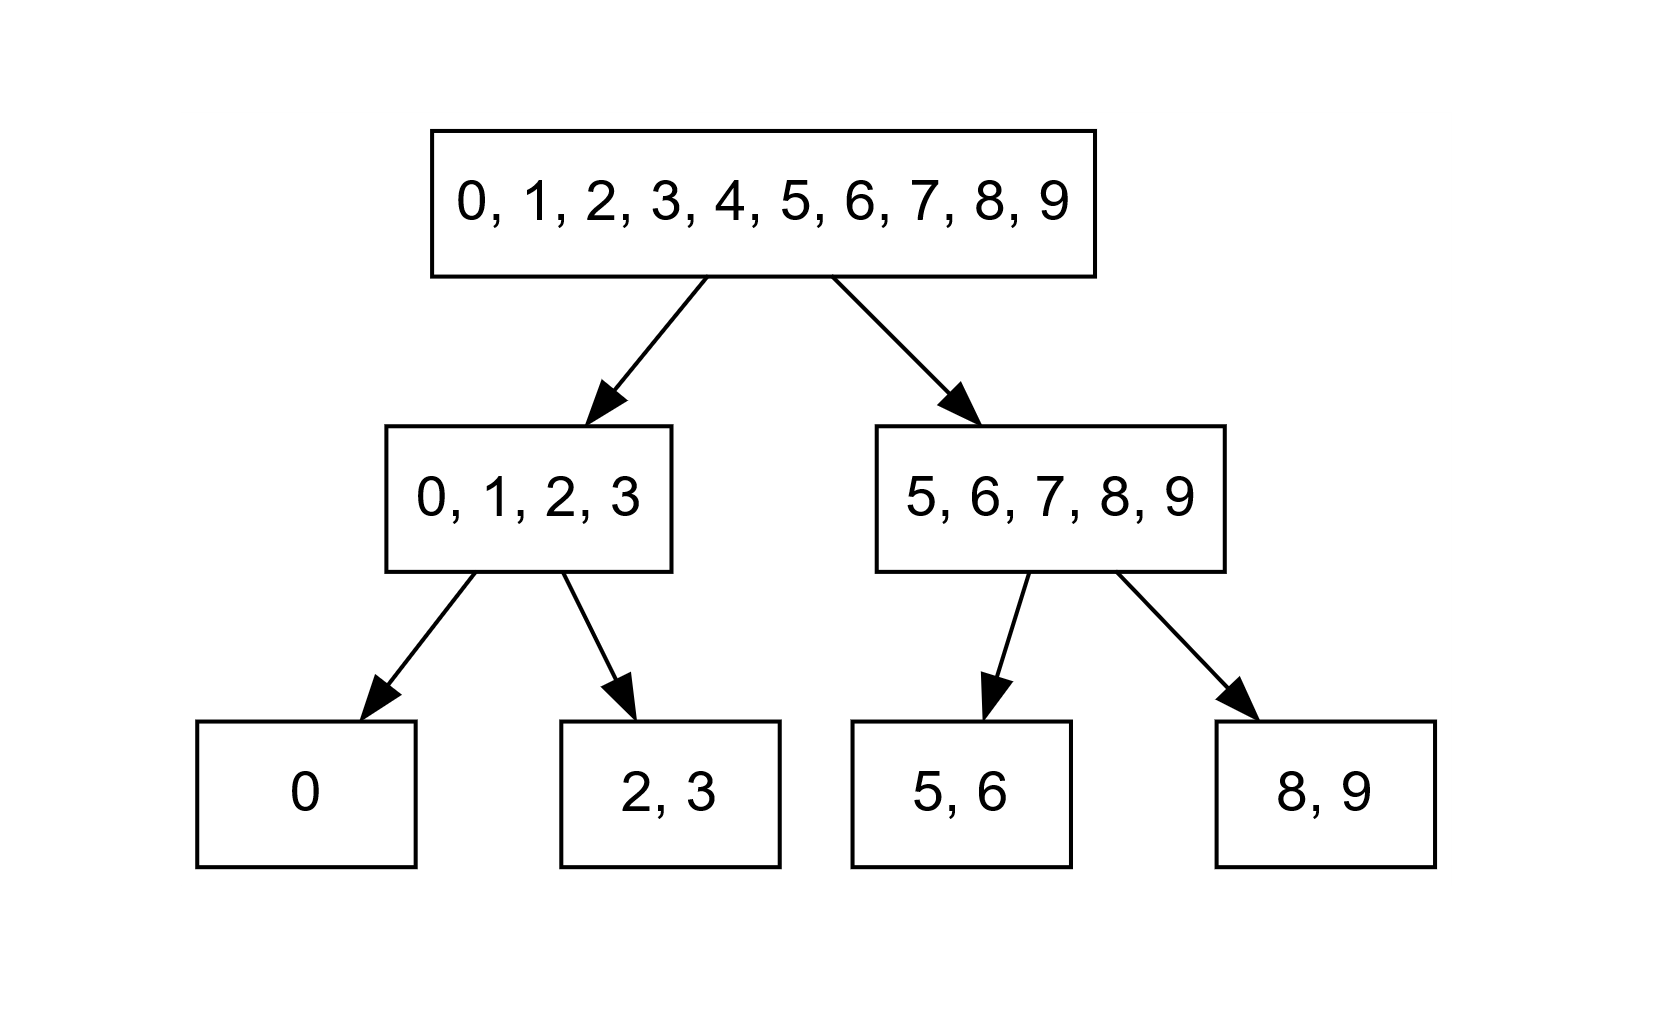 0, 1, 2, 3, 4, 5, 6, 7, 8, 9
0, 1, 2, 3
5, 6, 7, 8, 9
0
2, 3
5, 6
8, 9